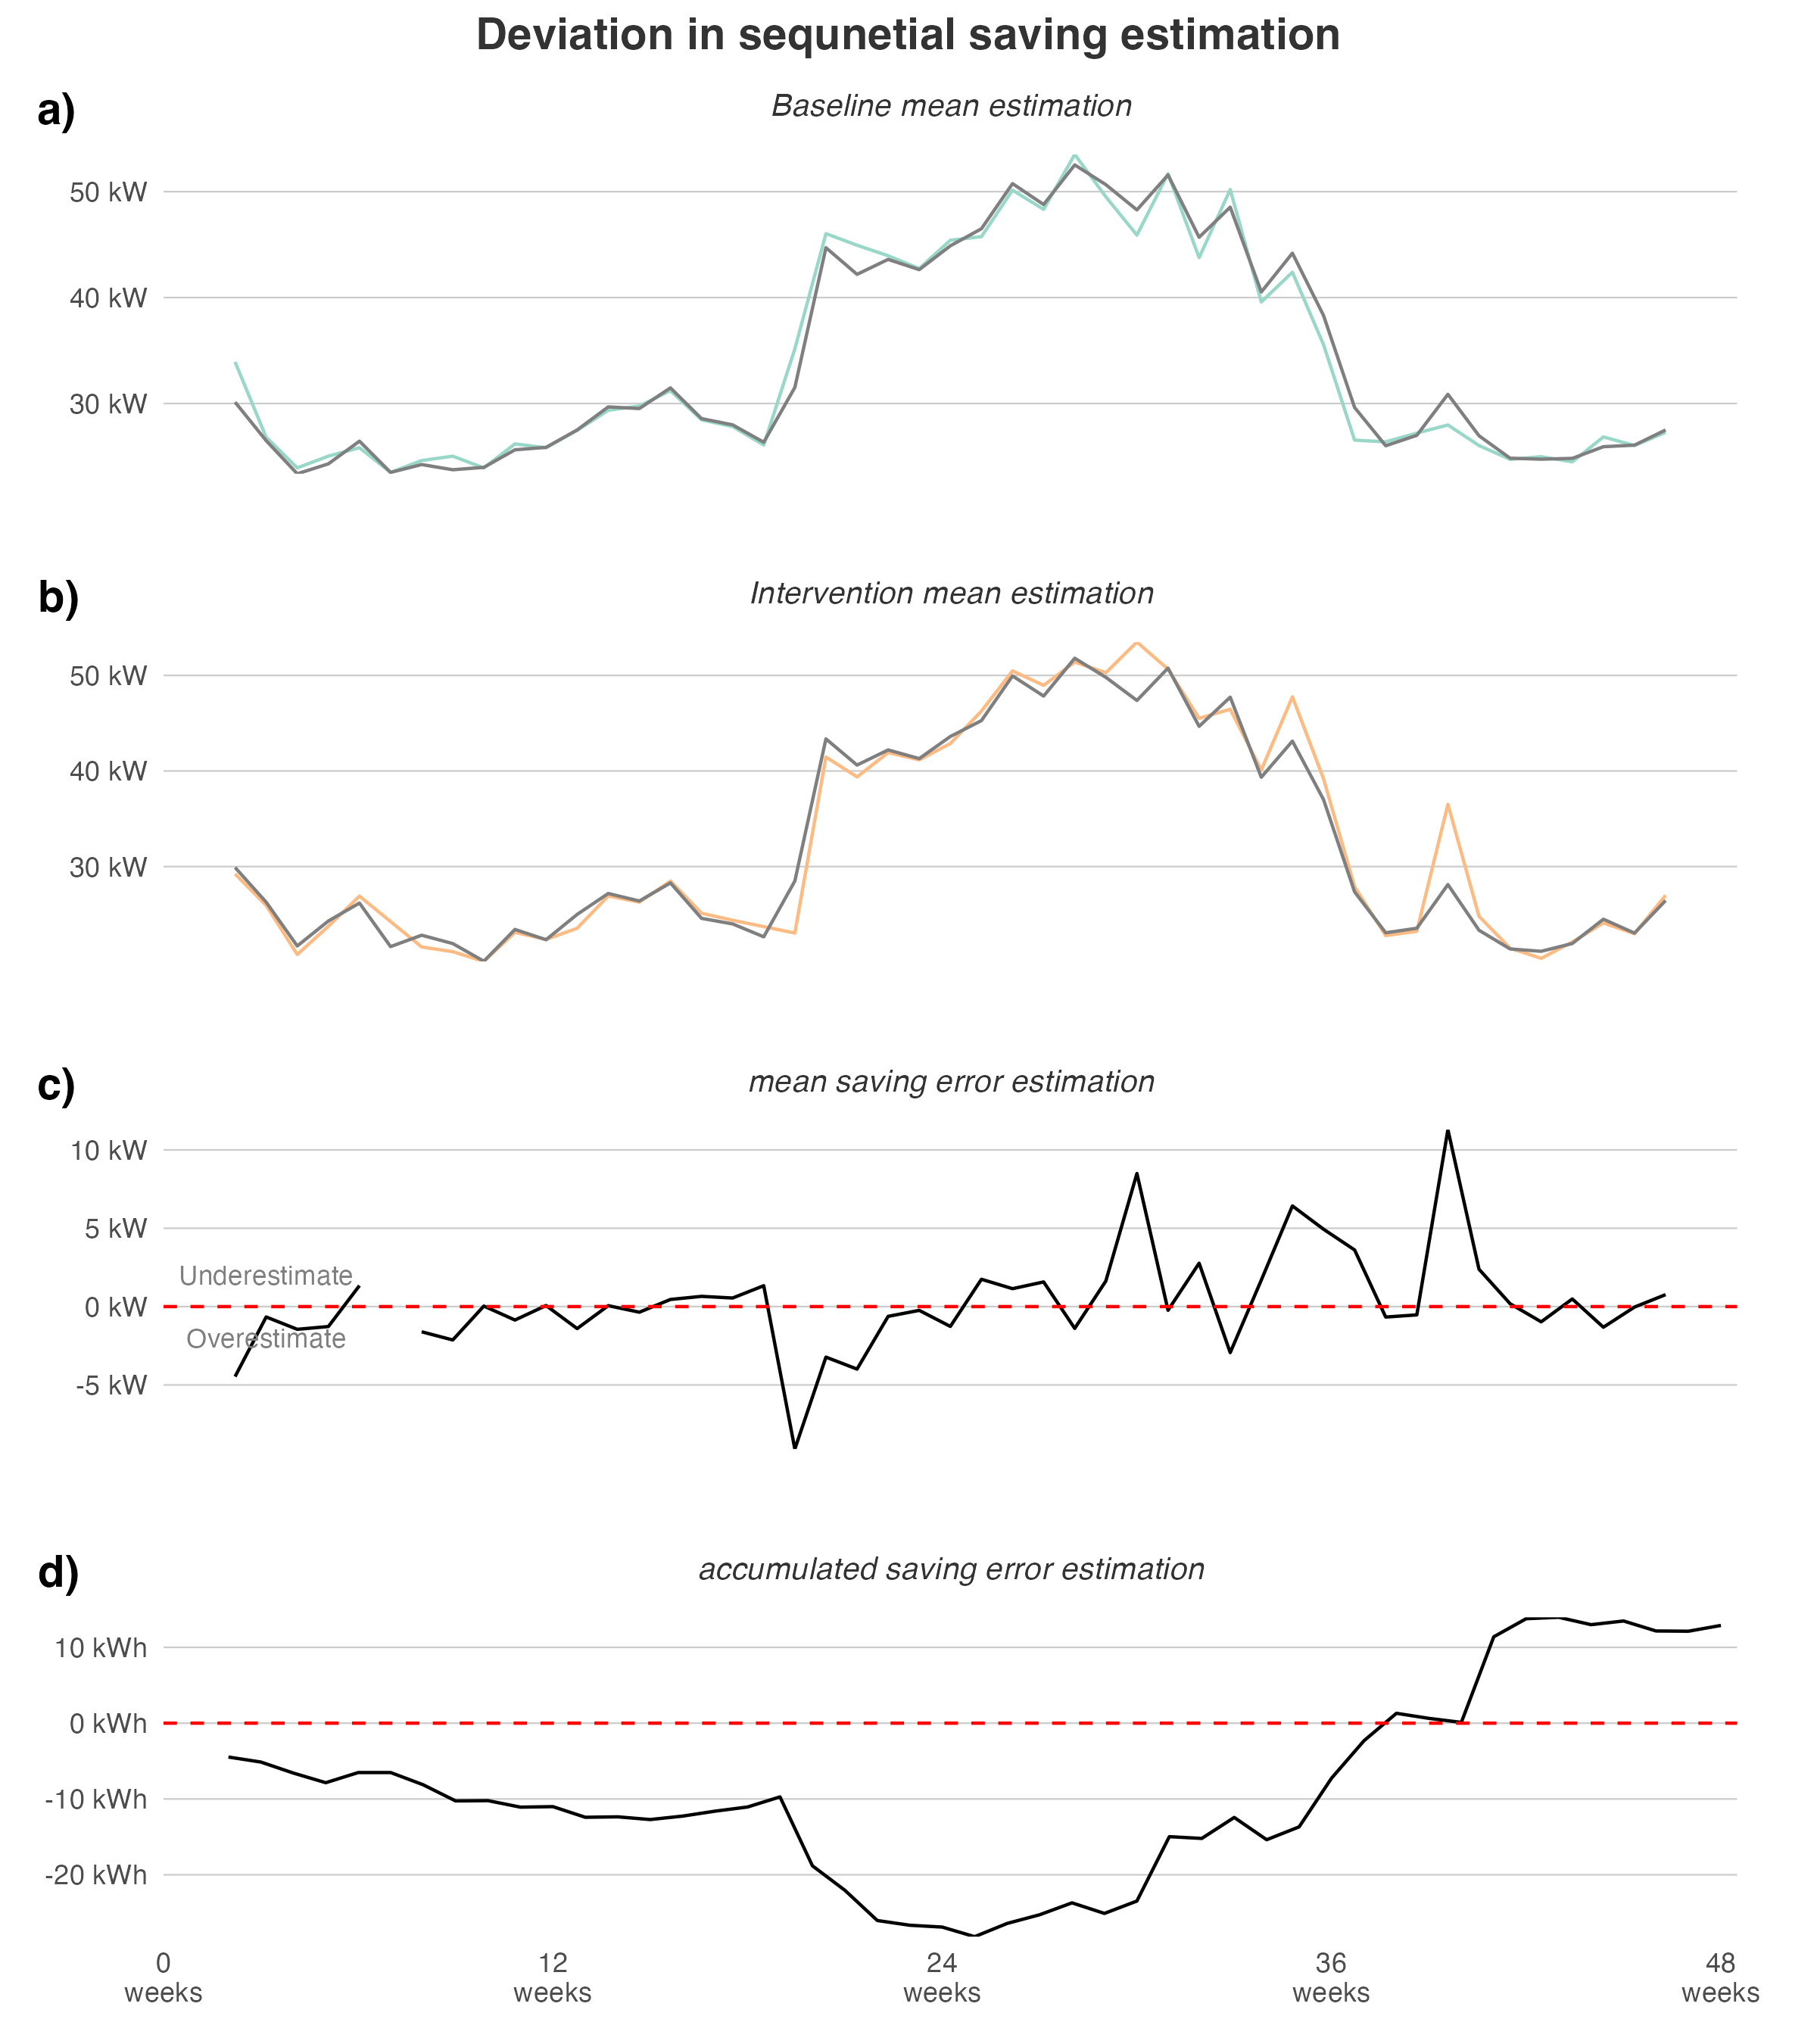 Deviation in sequnetial saving estimation
a)
Baseline mean estimation
50 kW
40 kW
30 kW
b)
Intervention mean estimation
50 kW
40 kW
30 kW
c)
mean saving error estimation
10 kW
5 kW
Underestimate
0 kW
Overestimate
-5 kW
d)
accumulated saving error estimation
10 kWh
0 kWh
-10 kWh
-20 kWh
0 12 24 36 48
weeks weeks weeks weeks weeks